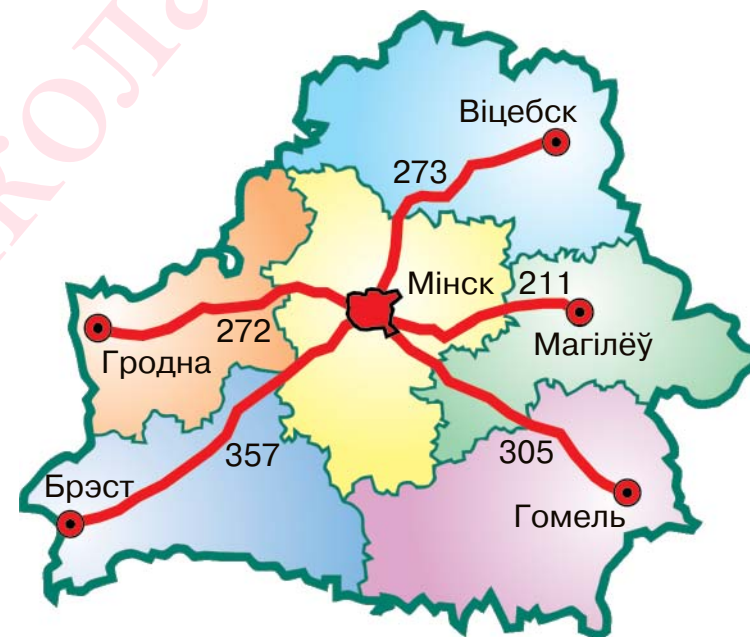 Віцебск
273
Мінск
211
272
Гродна
Магілёў
357
305
Брэст
Гомель